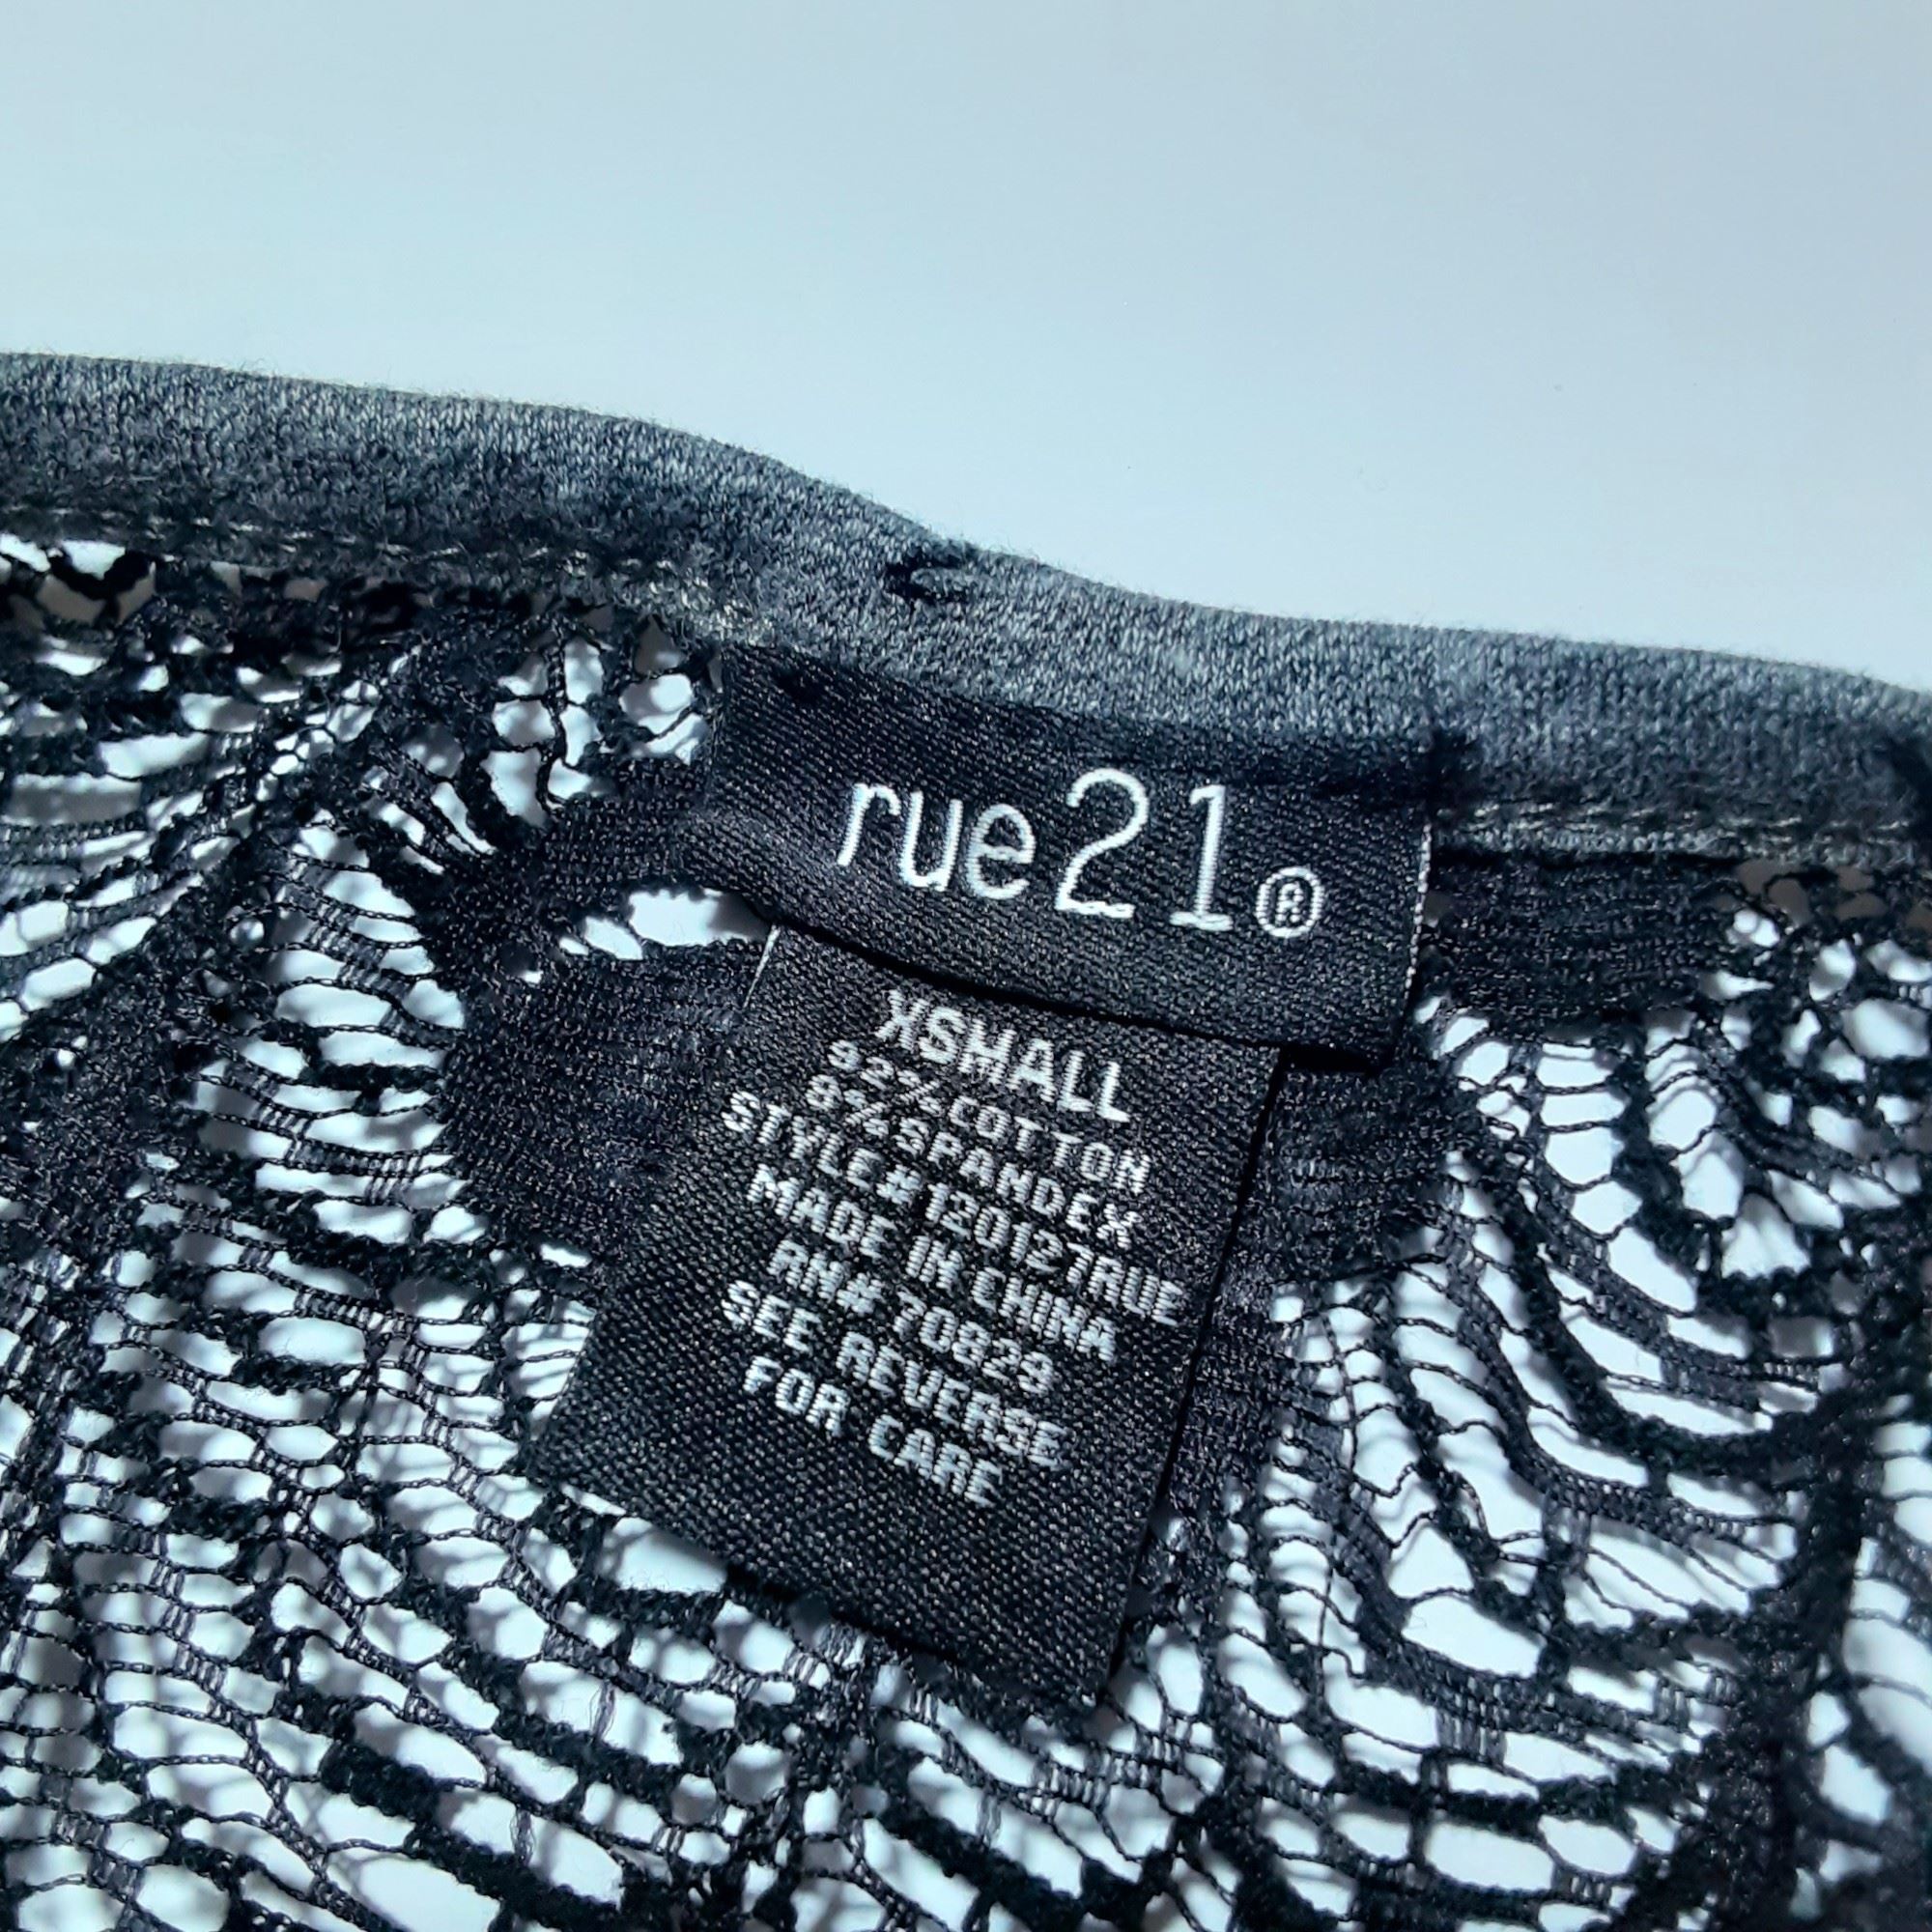 rue21®
XSMALL
92% COTTON
8% SPANDEX
STYLE# 120127RUE
MADE IN CHINA
RN# 70829
SEE REVERSE
FOR CARE